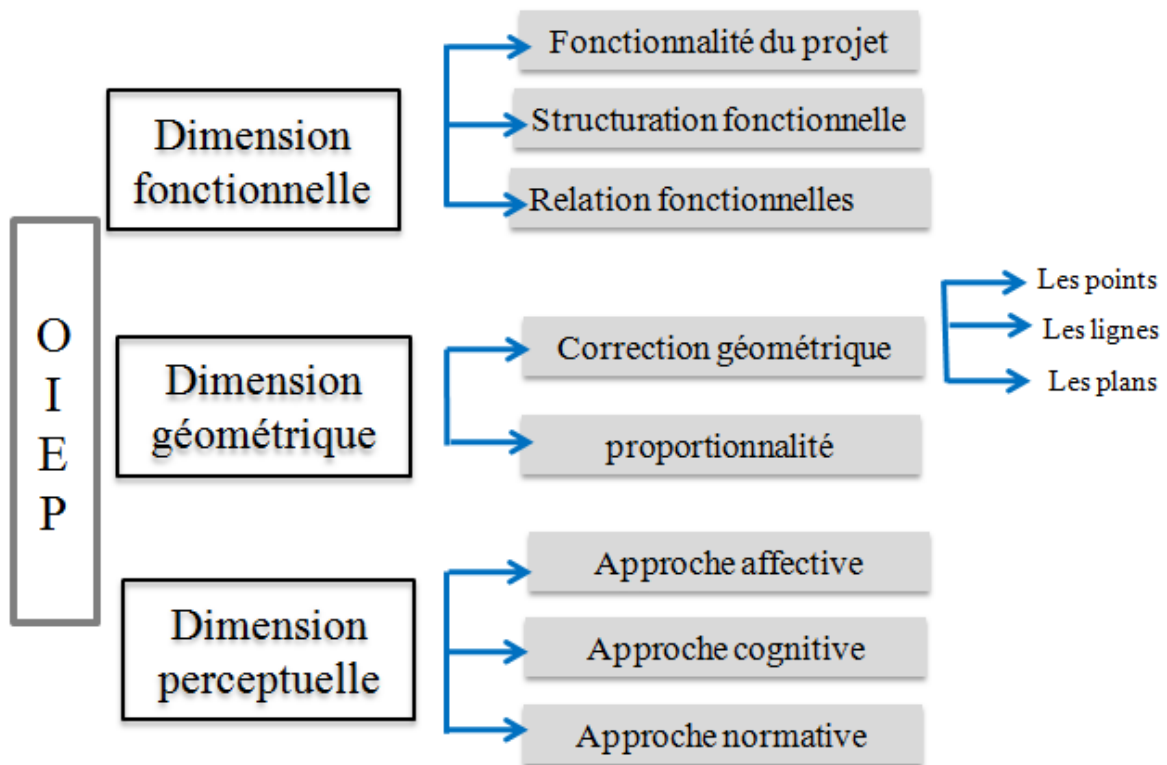 O
I
E
P
Dimension
fonctionnelle
Fonctionnalité du projet
Structuration fonctionnelle
Relation fonctionnelles
Dimension
géométrique
Correction géométrique
Les points
Les lignes
Les plans
proportionnalité
Dimension
perceptuelle
Approche affective
Approche cognitive
Approche normative